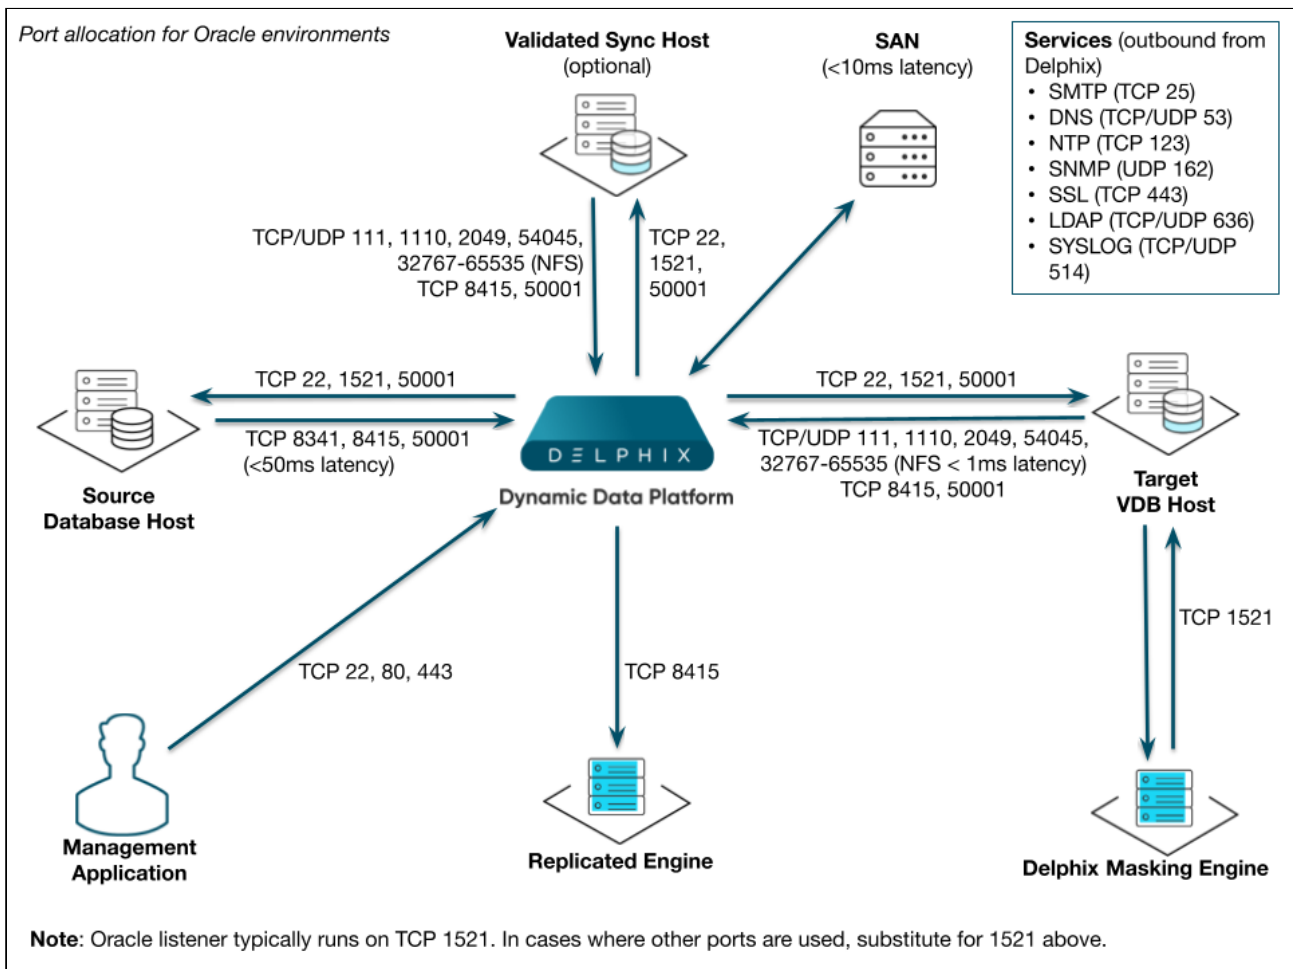 Port allocation for Oracle environments
Validated Sync Host
(optional)
SAN
(<10ms latency)
Services (outbound from
Delphix)
• SMTP (TCP 25)
• DNS (TCP/UDP 53)
• NTP (TCP 123)
• SNMP (UDP 162)
• SSL (TCP 443)
• LDAP (TCP/UDP 636)
• SYSLOG (TCP/UDP
514)
TCP/UDP 111, 1110, 2049, 54045,
32767-65535 (NFS)
TCP 8415, 50001
TCP 22,
1521,
50001
TCP 22, 1521, 50001
TCP 8341, 8415, 50001
(<50ms latency)
Source
Database Host
DELPHIX
Dynamic Data Platform
TCP 22, 1521, 50001
TCP/UDP 111, 1110, 2049, 54045,
32767-65535 (NFS < 1ms latency)
TCP 8415, 50001
Target
VDB Host
TCP 1521
TCP 22, 80, 443
TCP 8415
Management
Application
Replicated Engine
Delphix Masking Engine
Note: Oracle listener typically runs on TCP 1521. In cases where other ports are used, substitute for 1521 above.